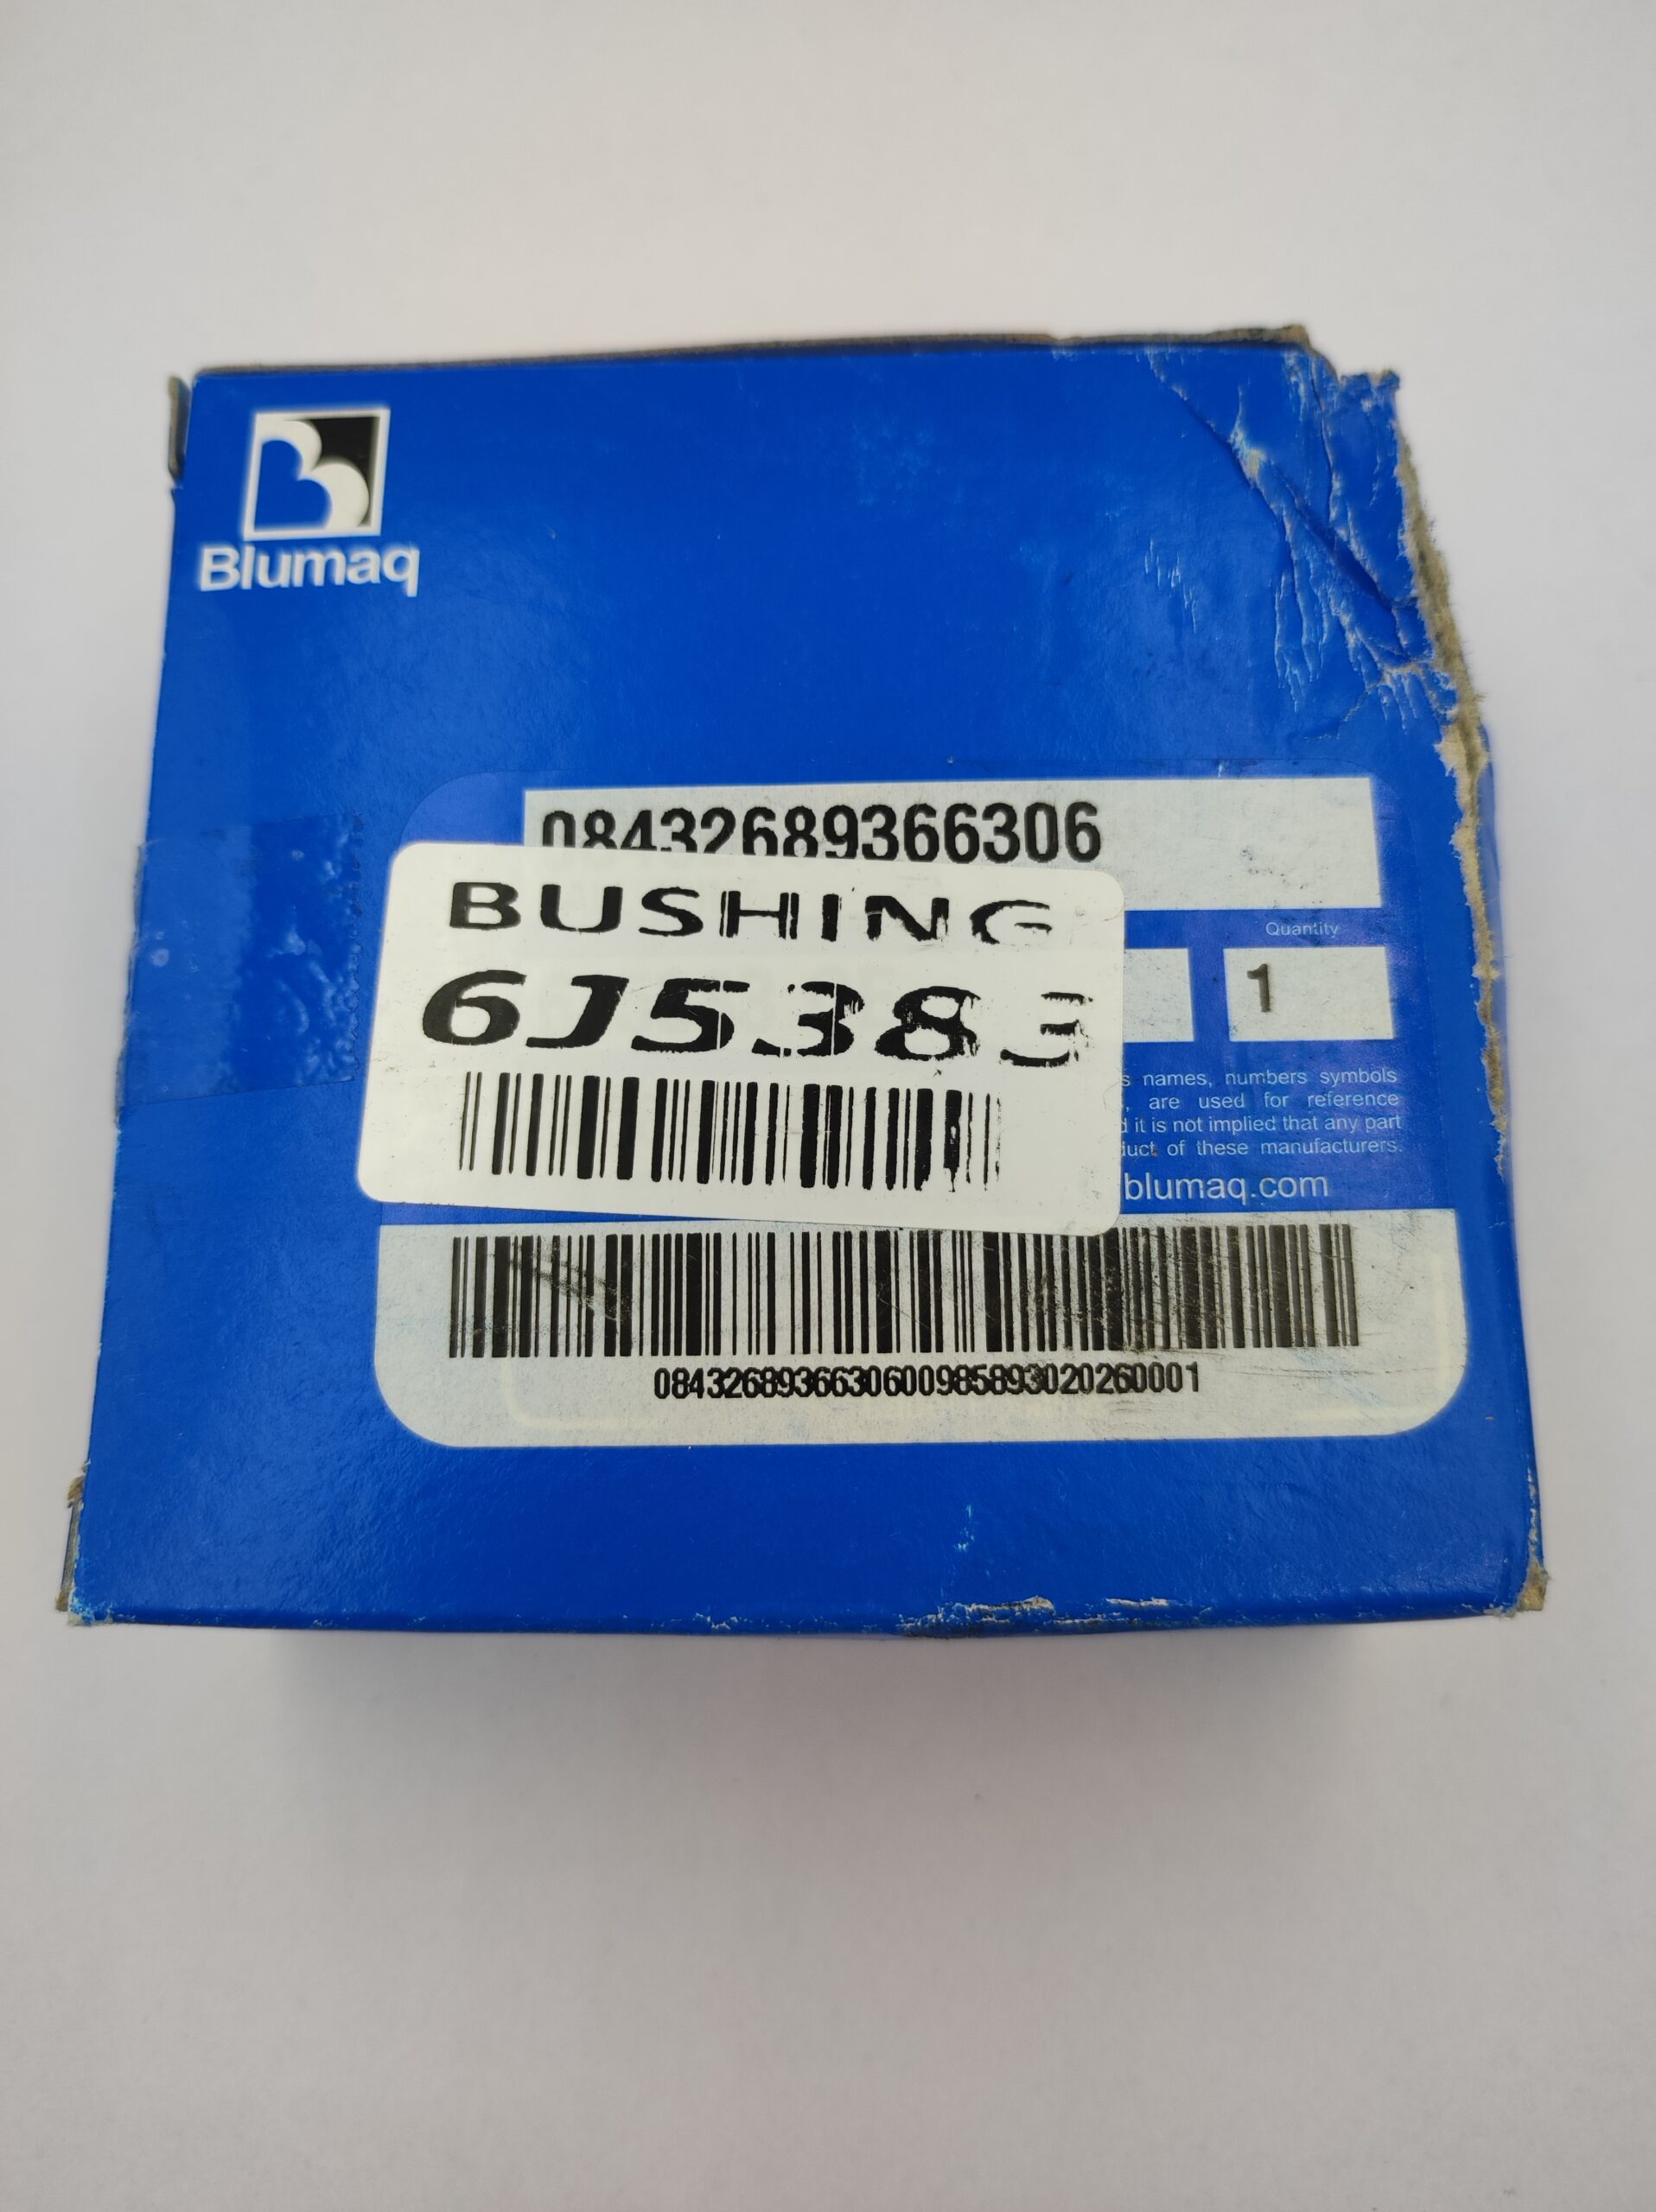 Blumaq
08432689366306
BUSHING
6J5383
Quantity
1
names, numbers symbols
, are used for reference
it is not implied that any part
of these manufacturers.
blumaq.com
0843268936630600985893020260001